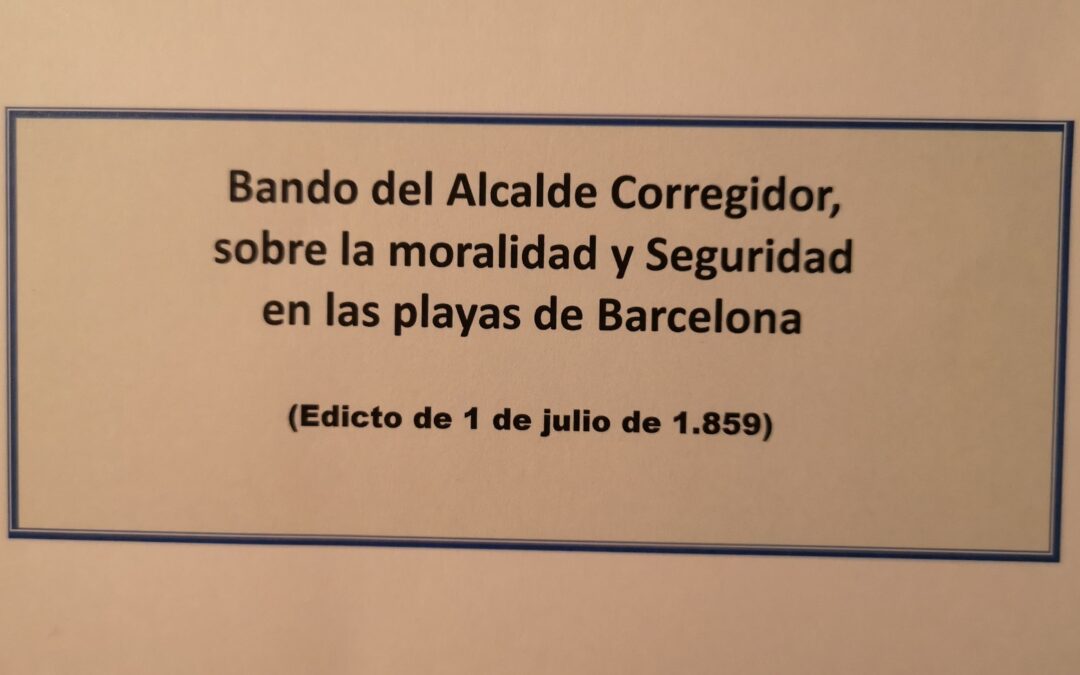 Bando del Alcalde Corregidor,
sobre la moralidad y Seguridad
en las playas de Barcelona
(Edicto de 1 de julio de 1.859)